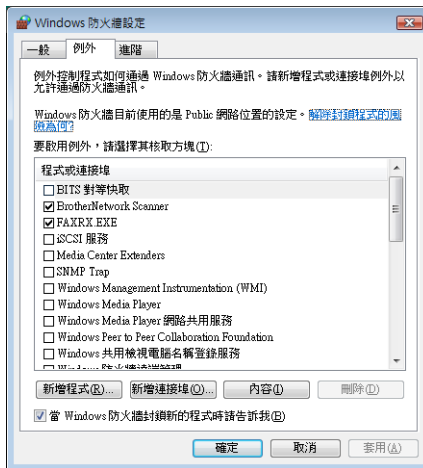 Windows 防火牆設定
一般 例外 進階
例外控制程式如何通過 Windows 防火牆通訊。請新增程式或連接埠例外以
允許通過防火牆通訊。
Windows 防火牆目前使用的是 Public 網路位置的設定。解除封鎖程式的風
險為何?
要啟用例外,請選擇其核取方塊(T):
程式或連接埠
BITS 對等快取
BrotherNetwork Scanner
FAXRX.EXE
iSCSI 服務
Media Center Extenders
SNMP Trap
Windows Management Instrumentation (WMI)
Windows Media Player
Windows Media Player 網路共用服務
Windows Peer to Peer Collaboration Foundation
Windows 共用檢視電腦名稱登錄服務
Windows 防火牆遠端管理
新增程式(R)... 新增連接埠(O)... 內容(I) 刪除(D)
當 Windows 防火牆封鎖新的程式時請告訴我(B)
確定 取消 套用(A)